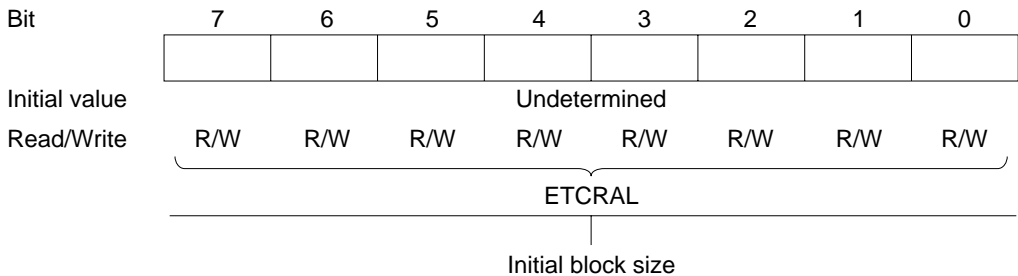 Bit 7 6 5 4 3 2 1 0
Initial value Undetermined
Read/Write R/W R/W R/W R/W R/W R/W R/W R/W
ETCRAL
Initial block size